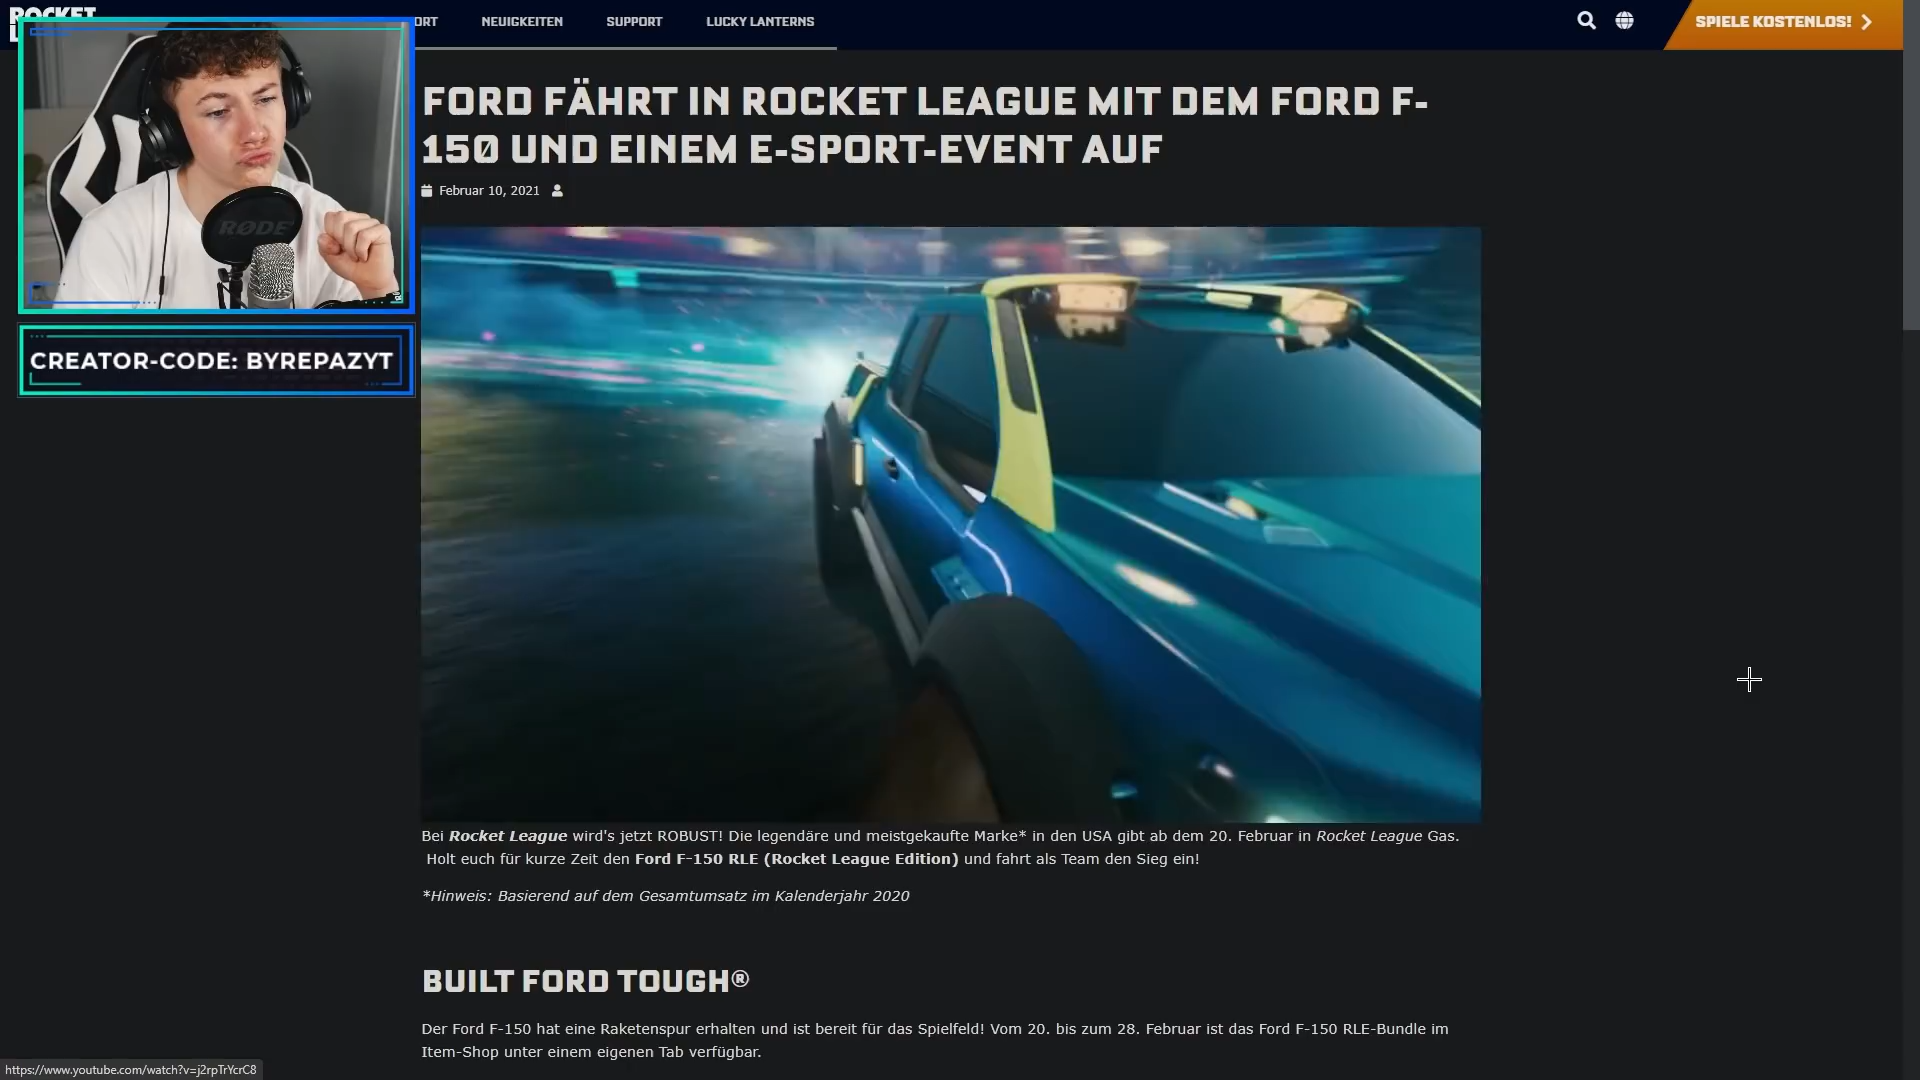 ROCKET
ORT NEUIGKEITEN SUPPORT LUCKY LANTERNS SPIELE KOSTENLOS!
FORD FÄHRT IN ROCKET LEAGUE MIT DEM FORD F-
150 UND EINEM E-SPORT-EVENT AUF
Februar 10, 2021
RØDE
CREATOR-CODE: BYREPAZYT
Bei Rocket League wird's jetzt ROBUST! Die legendäre und meistgekaufte Marke* in den USA gibt ab dem 20. Februar in Rocket League Gas.
Holt euch für kurze Zeit den Ford F-150 RLE (Rocket League Edition) und fahrt als Team den Sieg ein!
*Hinweis: Basierend auf dem Gesamtumsatz im Kalenderjahr 2020
BUILT FORD TOUGH®
Der Ford F-150 hat eine Raketenspur erhalten und ist bereit für das Spielfeld! Vom 20. bis zum 28. Februar ist das Ford F-150 RLE-Bundle im
Item-Shop unter einem eigenen Tab verfügbar.
https://www.youtube.com/watch?v=j2rpTrYcrC8